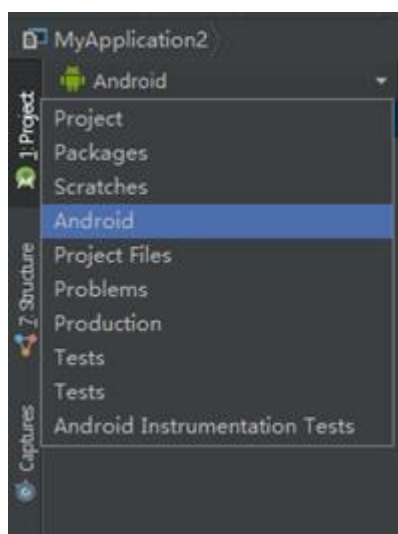 MyApplication2
Android
1: Project
Project
Packages
Scratches
Android
Project Files
Problems
Production
Tests
Tests
Android Instrumentation Tests
7: Structure
Captures